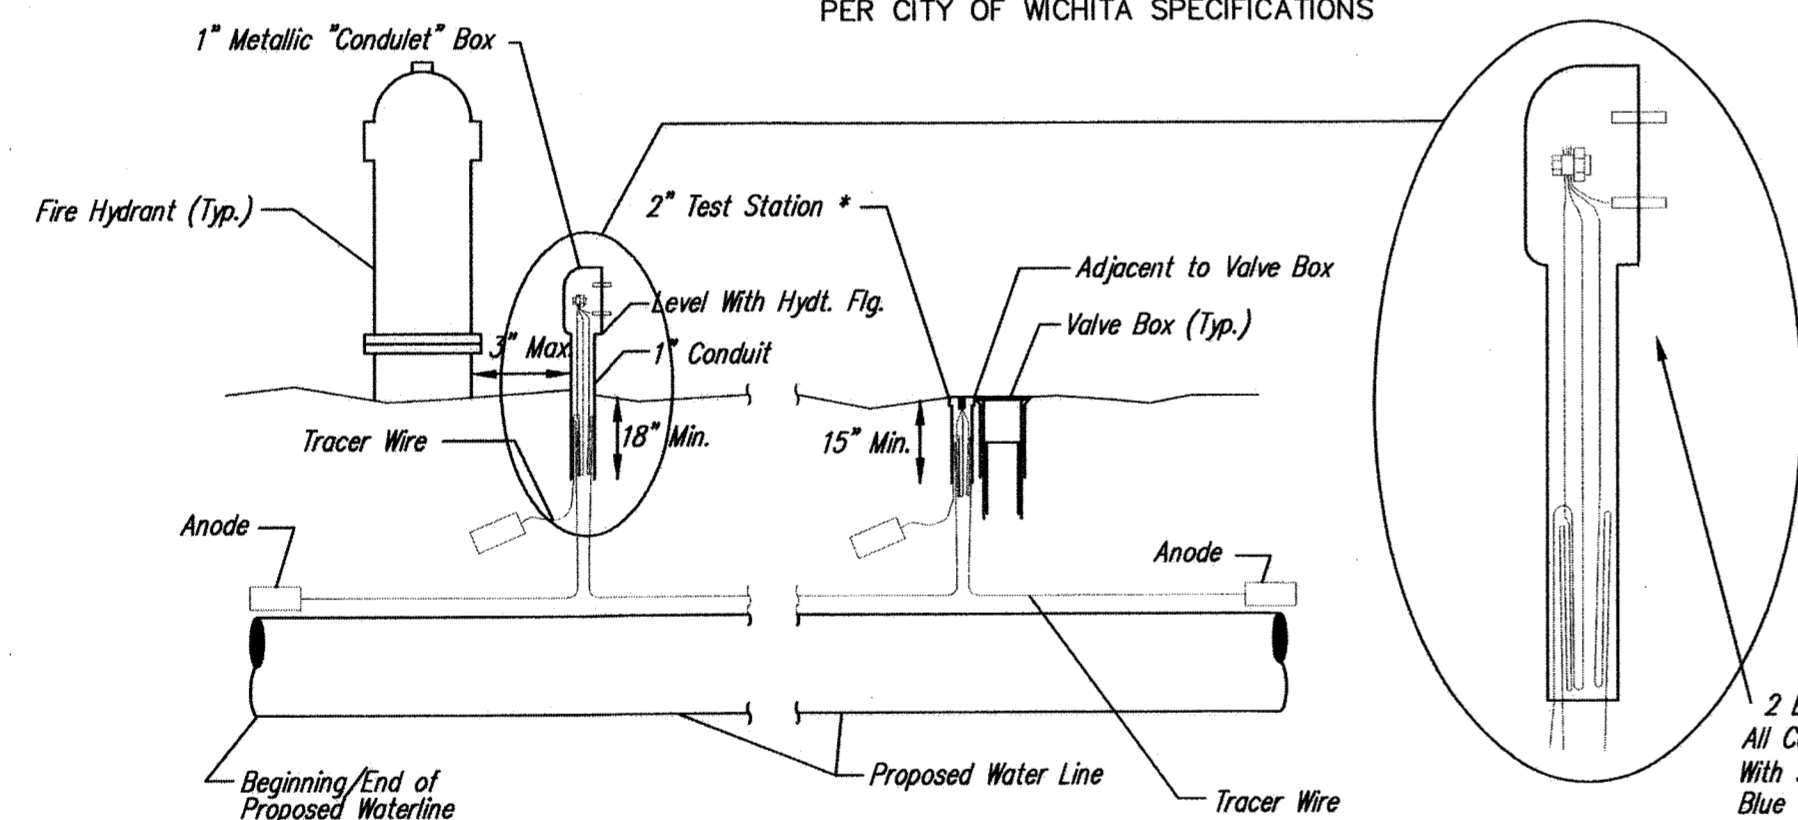 PER CITY OF WICHITA SPECIFICATIONS
1" Metallic "Condulet" Box
Fire Hydrant (Typ.)
2" Test Station *
Adjacent to Valve Box
Level With Hydt. Flg.
Valve Box (Typ.)
3" Max.
1" Conduit
Tracer Wire
18" Min.
15" Min.
Anode
Anode
2
All
With
Blue
Beginning/End of
Proposed Waterline
Proposed Water Line
Tracer Wire